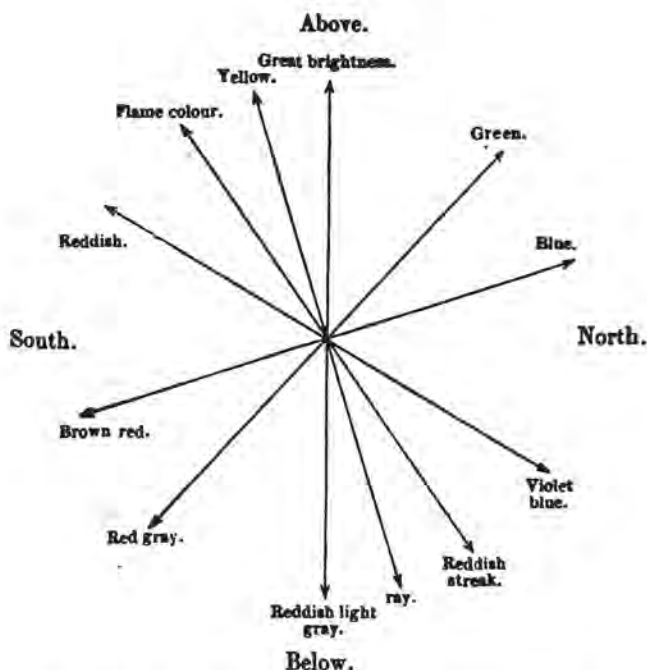 Above.
Great brightness.
Yellow.
Flame colour.
Green.
Reddish.
Blue.
South.
North.
Brown red.
Violet
blue.
Red gray.
Reddish
streak.
ray.
Reddish light
gray.
Below.